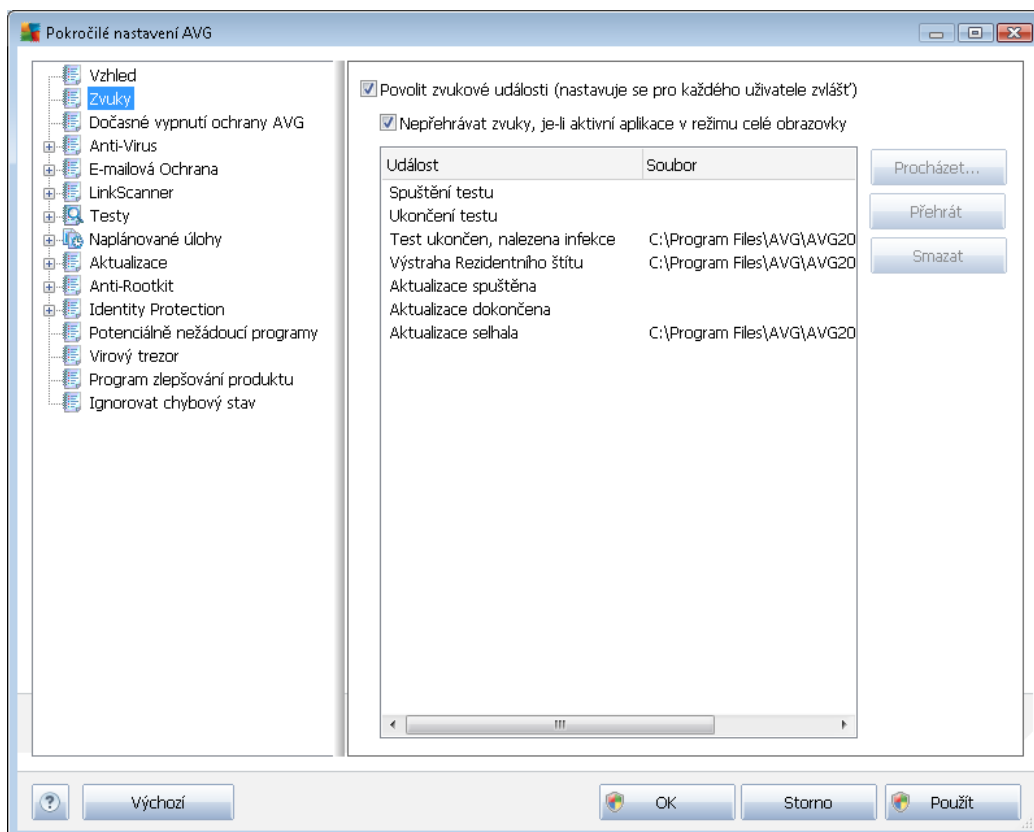 Pokročilé nastavení AVG
Vzhled
Zvuky
Dočasné vypnutí ochrany AVG
Anti-Virus
E-mailová Ochrana
LinkScanner
Testy
Naplánované úlohy
Aktualizace
Anti-Rootkit
Identity Protection
Potenciálně nežádoucí programy
Virový trezor
Program zlepšování produktu
Ignorovat chybový stav
Povolit zvukové události (nastavuje se pro každého uživatele zvlášť)
Nepřehrávat zvuky, je-li aktivní aplikace v režimu celé obrazovky
Událost Soubor
Spuštění testu
Ukončení testu
Test ukončen, nalezena infekce C:\Program Files\AVG\AVG20
Výstraha Rezidentního štítu C:\Program Files\AVG\AVG20
Aktualizace spuštěna
Aktualizace dokončena
Aktualizace selhala C:\Program Files\AVG\AVG20
Procházet...
Přehrát
Smazat
? Výchozí OK Storno Použít